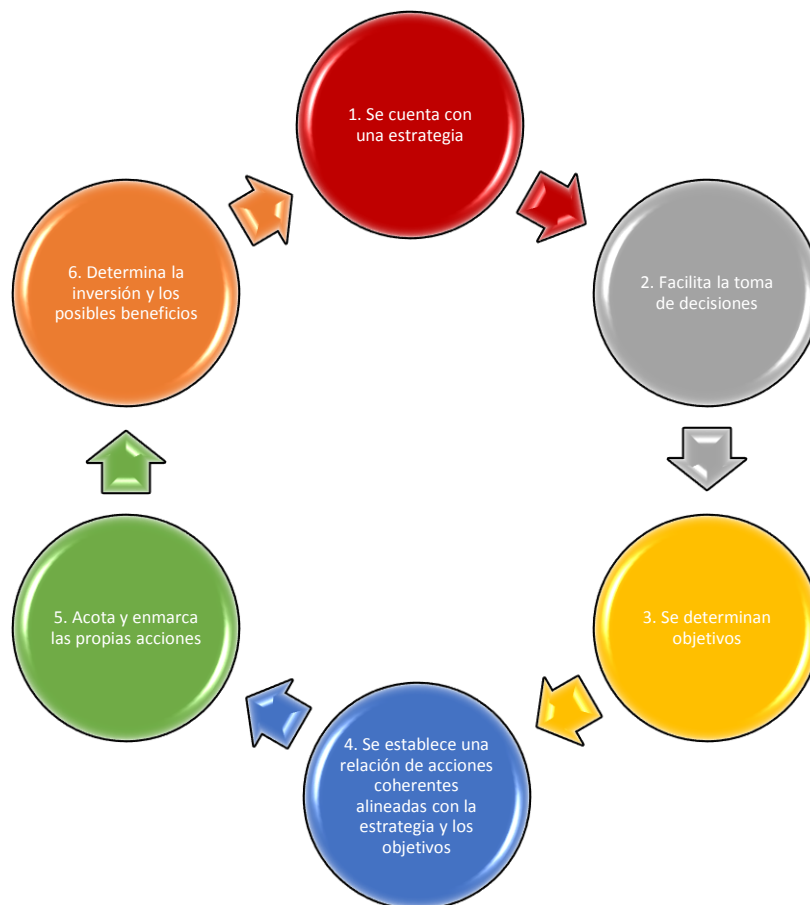 1. Se cuenta con
una estrategia
2. Facilita la toma
de decisiones
3. Se determinan
objetivos
4. Se establece una
relación de acciones
coherentes
alineadas con la
estrategia y los
objetivos
5. Acota y enmarca
las propias acciones
6. Determina la
inversión y los
posibles beneficios